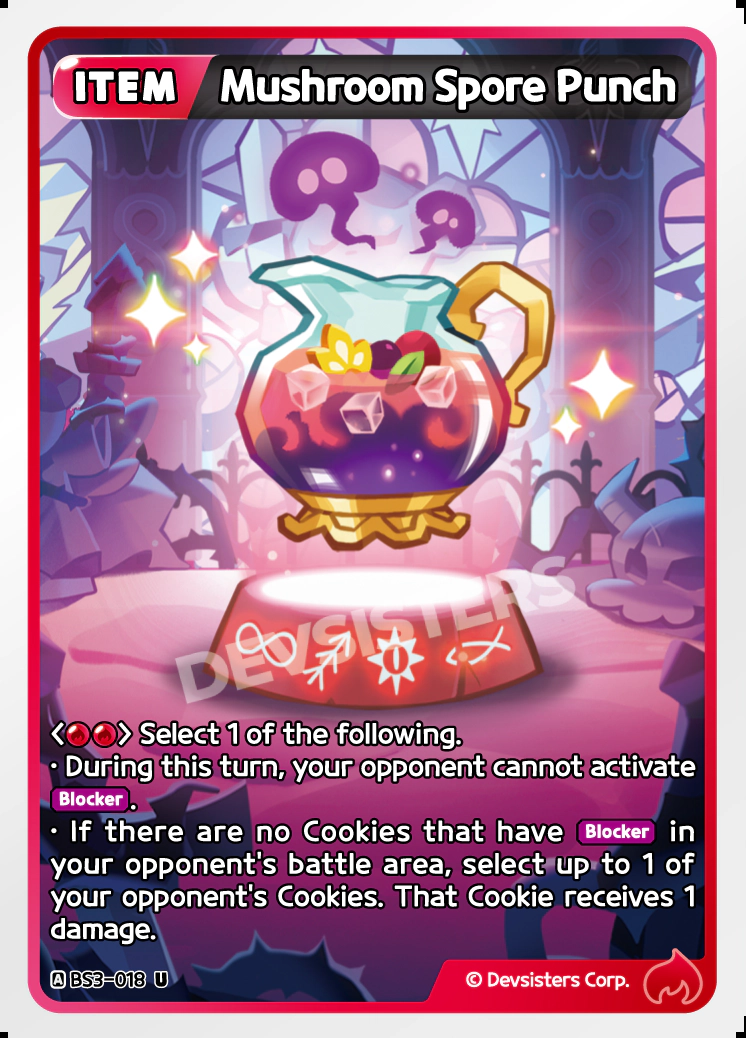 ITEM Mushroom Spore Punch
DEVSISTERS
< > Select 1 of the following.
· During this turn, your opponent cannot activate
Blocker.
· If there are no Cookies that have Blocker in
your opponent's battle area, select up to 1 of
your opponent's Cookies. That Cookie receives 1
damage.
A BS3-018 U © Devsisters Corp.